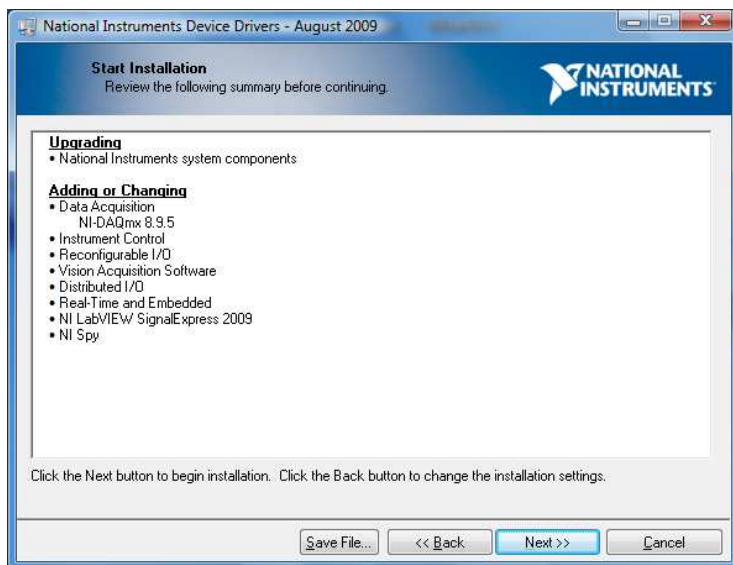 National Instruments Device Drivers - August 2009
Start Installation
Review the following summary before continuing.
NATIONAL
INSTRUMENTS
Upgrading
• National Instruments system components
Adding or Changing
• Data Acquisition
NI-DAQmx 8.9.5
• Instrument Control
• Reconfigurable I/O
• Vision Acquisition Software
• Distributed I/O
• Real-Time and Embedded
• NI LabVIEW SignalExpress 2009
• NI Spy
Click the Next button to begin installation. Click the Back button to change the installation settings.
Save File... << Back Next >> Cancel